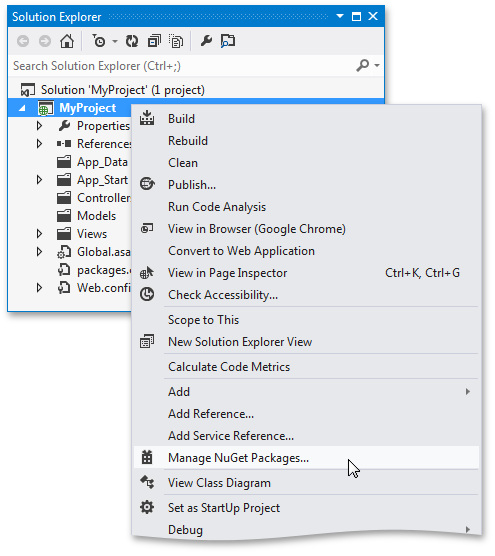 Solution Explorer
Search Solution Explorer (Ctrl+;)
Solution 'MyProject' (1 project)
MyProject
Properties
References
App_Data
App_Start
Controller
Models
Views
Global.asa
packages.
Web.confi
Build
Rebuild
Clean
Publish...
Run Code Analysis
View in Browser (Google Chrome)
Convert to Web Application
View in Page Inspector Ctrl+K, Ctrl+G
Check Accessibility...
Scope to This
New Solution Explorer View
Calculate Code Metrics
Add
Add Reference...
Add Service Reference...
Manage NuGet Packages...
View Class Diagram
Set as StartUp Project
Debug